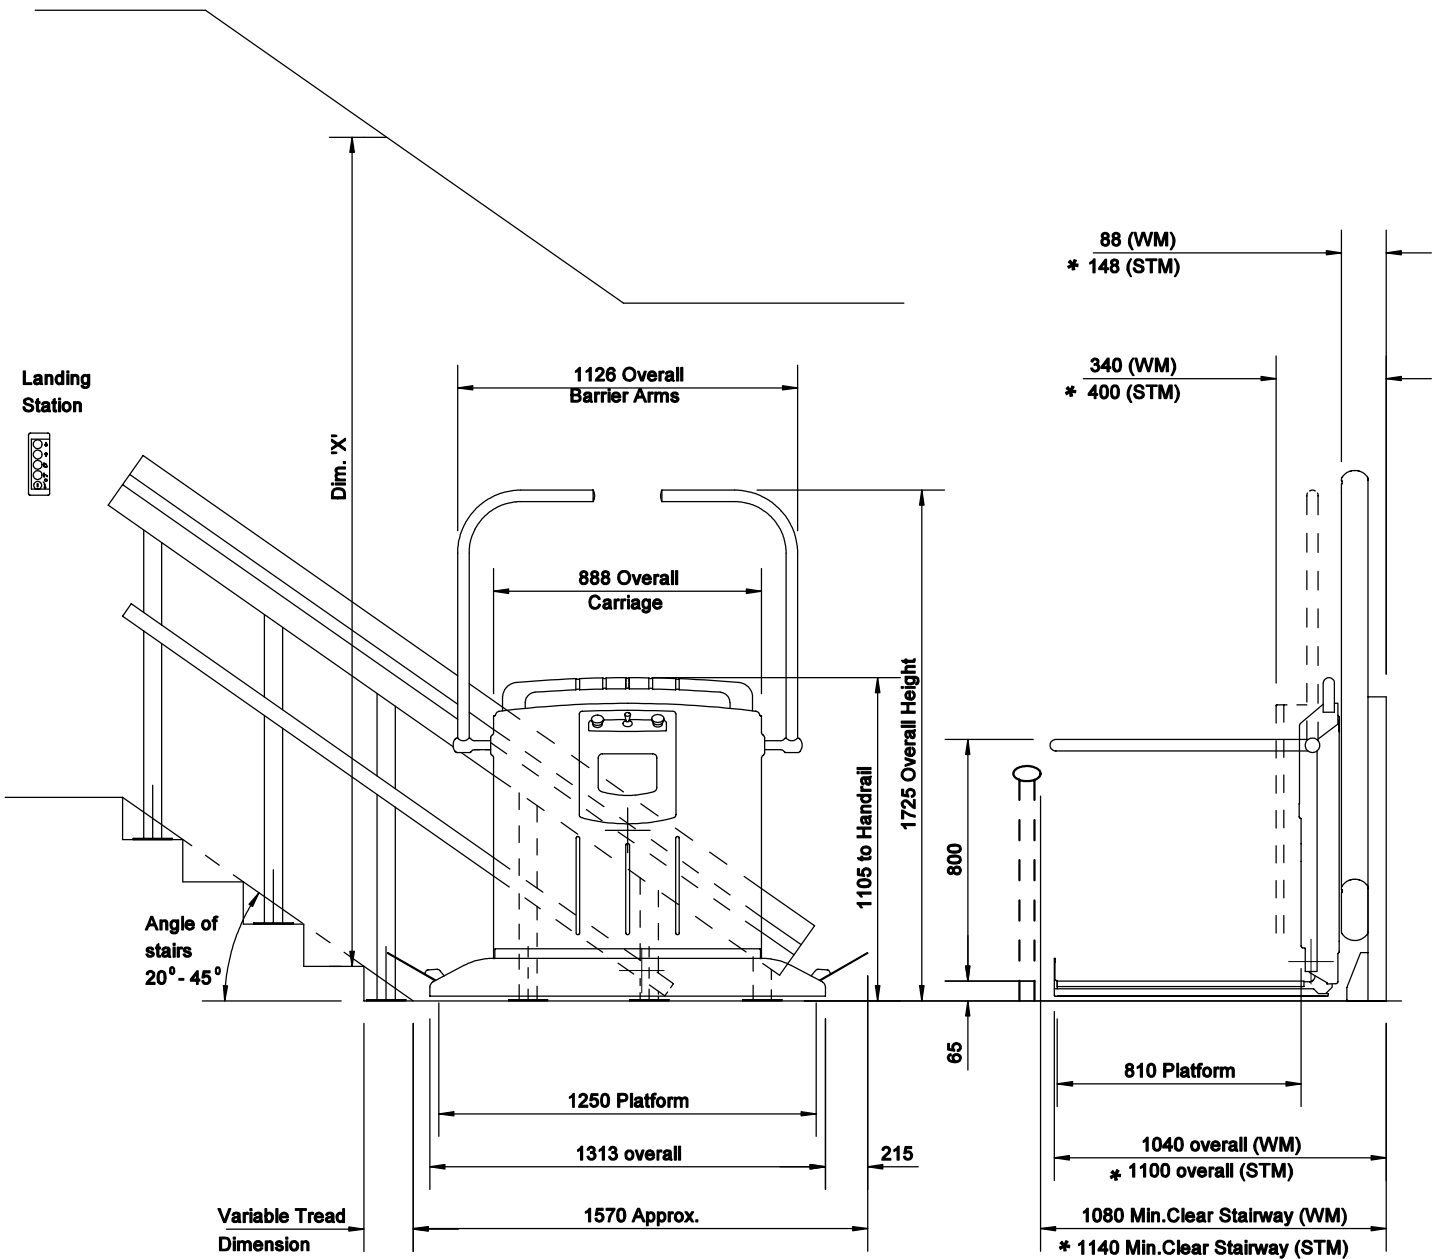 88 (WM)
* 148 (STM)
340 (WM)
* 400 (STM)
Landing
Station
1126 Overall
Barrier Arms
Dim. 'X'
888 Overall
Carriage
1725 Overall Height
1105 to Handrail
800
Angle of
stairs
20⁰ - 45⁰
65
810 Platform
1250 Platform
1313 overall
215
1040 overall (WM)
* 1100 overall (STM)
Variable Tread
Dimension
1570 Approx.
1080 Min.Clear Stairway (WM)
* 1140 Min.Clear Stairway (STM)